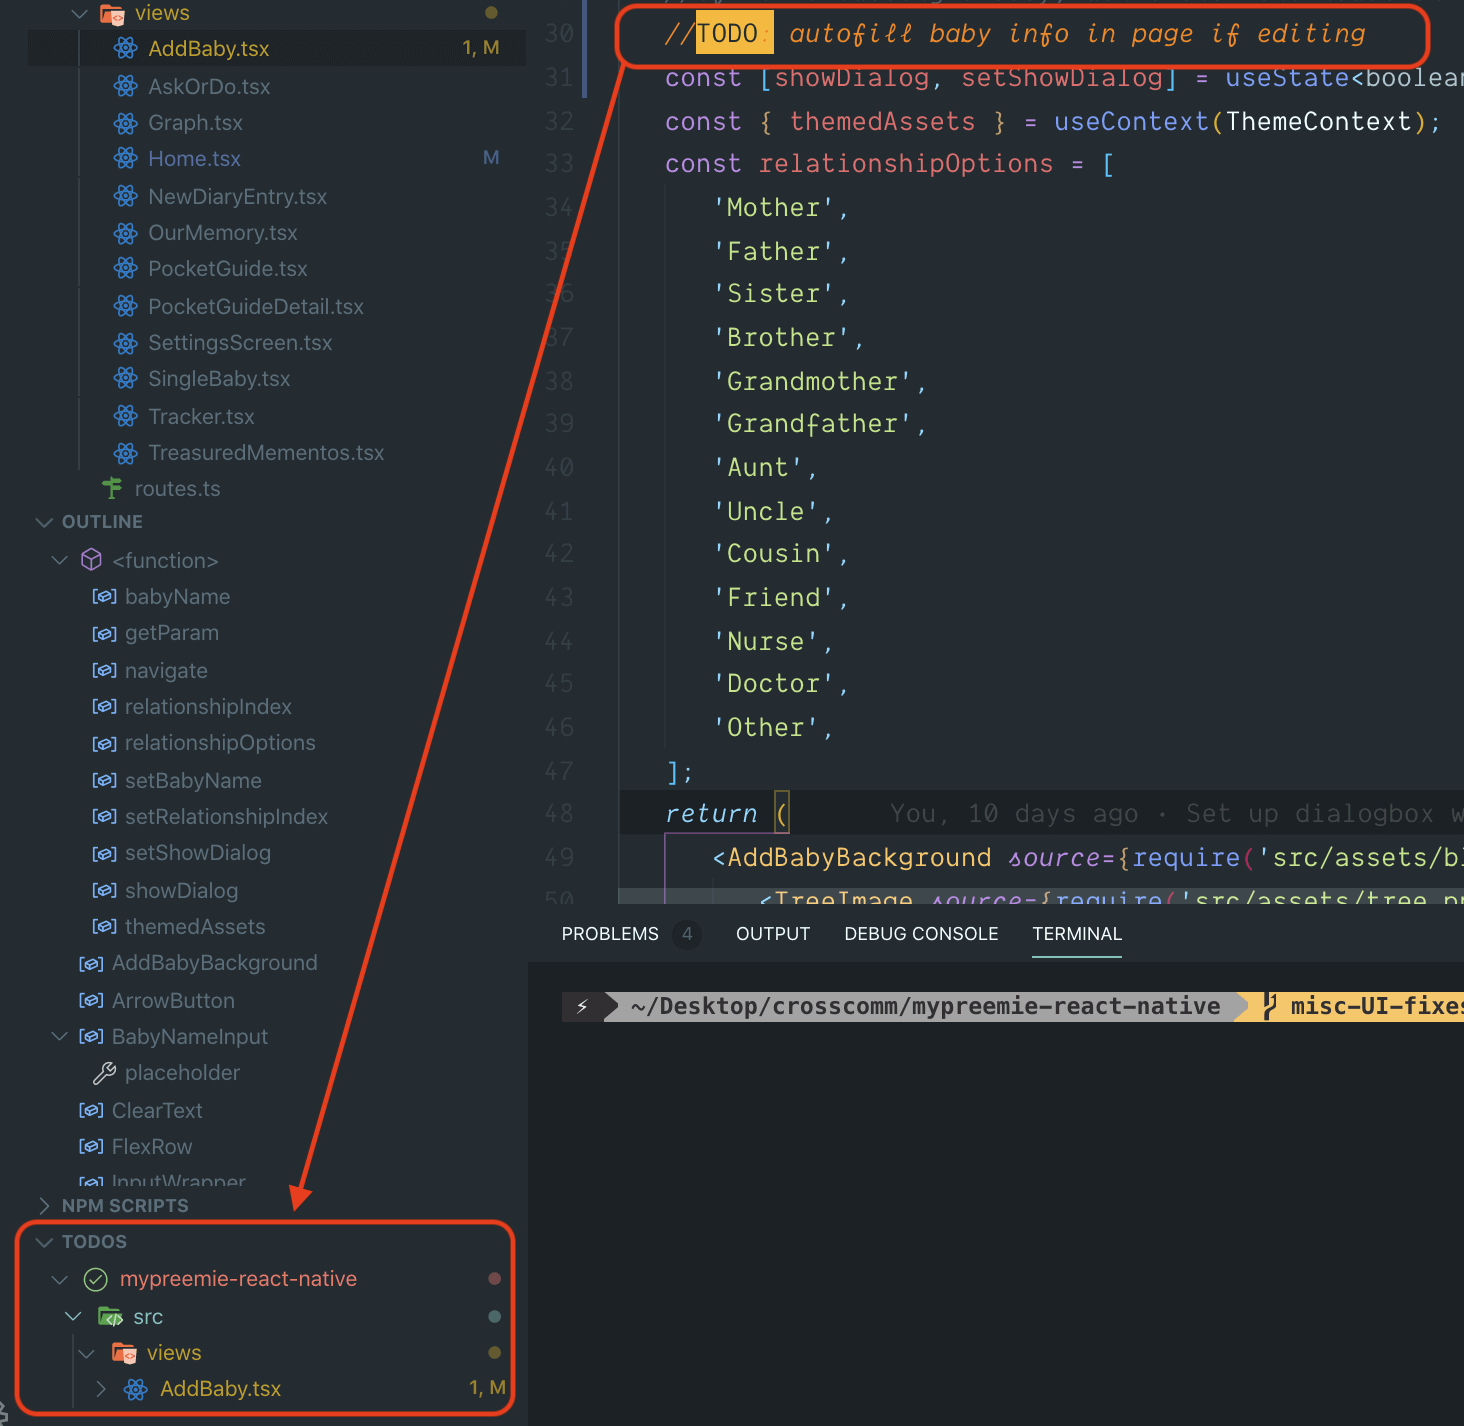 views
AddBaby.tsx 1, M
AskOrDo.tsx
Graph.tsx
Home.tsx M
NewDiaryEntry.tsx
OurMemory.tsx
PocketGuide.tsx
PocketGuideDetail.tsx
SettingsScreen.tsx
SingleBaby.tsx
Tracker.tsx
TreasuredMementos.tsx
routes.ts
OUTLINE
<function>
babyName
getParam
navigate
relationshipIndex
relationshipOptions
setBabyName
setRelationshipIndex
setShowDialog
showDialog
themedAssets
AddBabyBackground
ArrowButton
BabyNameInput
placeholder
ClearText
FlexRow
InputWrapper
NPM SCRIPTS
TODOS
mypreemie-react-native
src
views
AddBaby.tsx 1, M
30 //TODO: autofill baby info in page if editing
31 const [showDialog, setShowDialog] = useState<boolean
32 const { themedAssets } = useContext(ThemeContext);
33 const relationshipOptions = [
34 'Mother',
35 'Father',
36 'Sister',
37 'Brother',
38 'Grandmother',
39 'Grandfather',
40 'Aunt',
41 'Uncle',
42 'Cousin',
43 'Friend',
44 'Nurse',
45 'Doctor',
46 'Other',
47 ];
48 return ( You, 10 days ago · Set up dialogbox w
49 <AddBabyBackground source={require('src/assets/bl
50 <TreeImage source={require('src/assets/tree.pn
PROBLEMS 4 OUTPUT DEBUG CONSOLE TERMINAL
⚡ ~/Desktop/crosscomm/mypreemie-react-native misc-UI-fixes